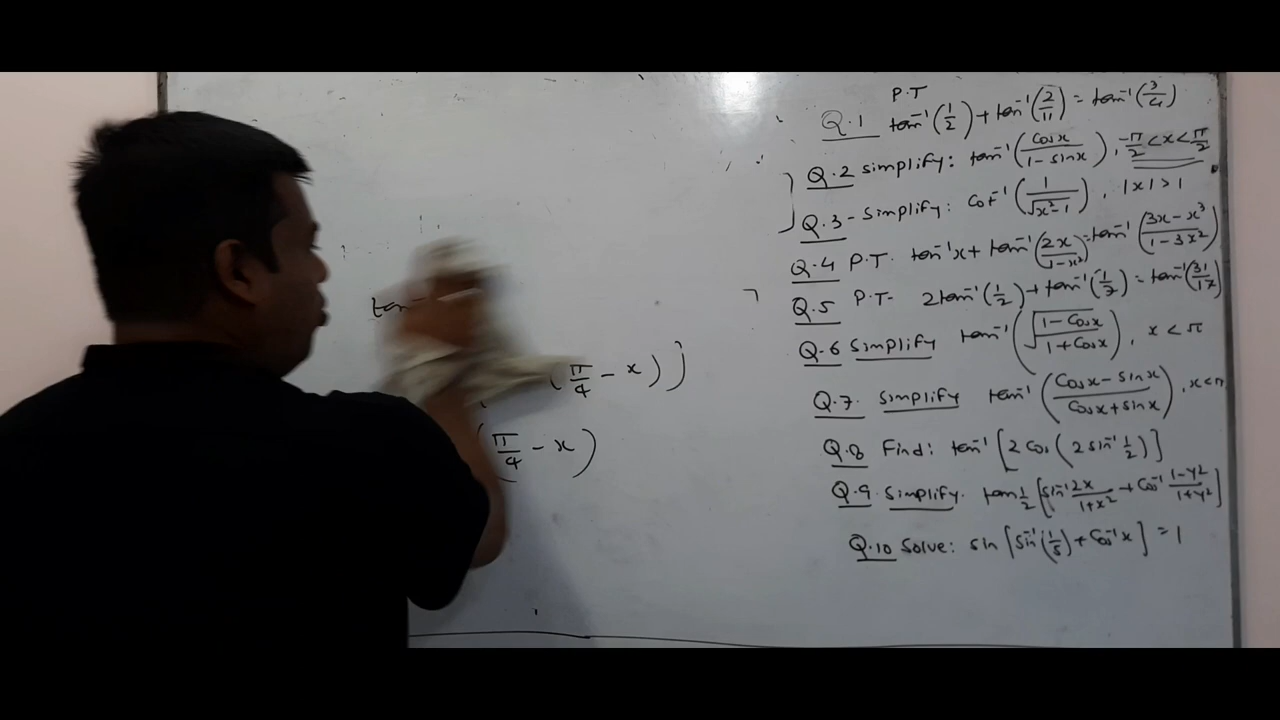 tan
(π/4 - x))]
(π/4 - x)
P.T
Q.1 tan⁻¹(1/2) + tan⁻¹(2/11) = tan⁻¹(3/4)
Q.2 simplify: tan⁻¹(cosx/(1 - sinx)), -π/2 < x < π/2
Q.3 - simplify: cot⁻¹(1/√(x²-1)), |x| > 1
Q.4 P.T. tan⁻¹x + tan⁻¹(2x/(1-x²)) = tan⁻¹((3x - x³)/(1 - 3x²))
Q.5 P.T- 2tan⁻¹(1/2) + tan⁻¹(1/7) = tan⁻¹(31/17)
Q.6 simplify tan⁻¹(√((1 - cosx)/(1 + cosx))), x < π
Q.7. simplify tan⁻¹((cosx - sinx)/(cosx + sinx)), x < π
Q.8 Find: tan⁻¹[2cos(2sin⁻¹ 1/2)]
Q.9 simplify. tan 1/2 [sin⁻¹ 2x/(1+x²) + cos⁻¹ (1-y²)/(1+y²)]
Q.10 solve: sin[sin⁻¹(1/5) + cos⁻¹x] = 1